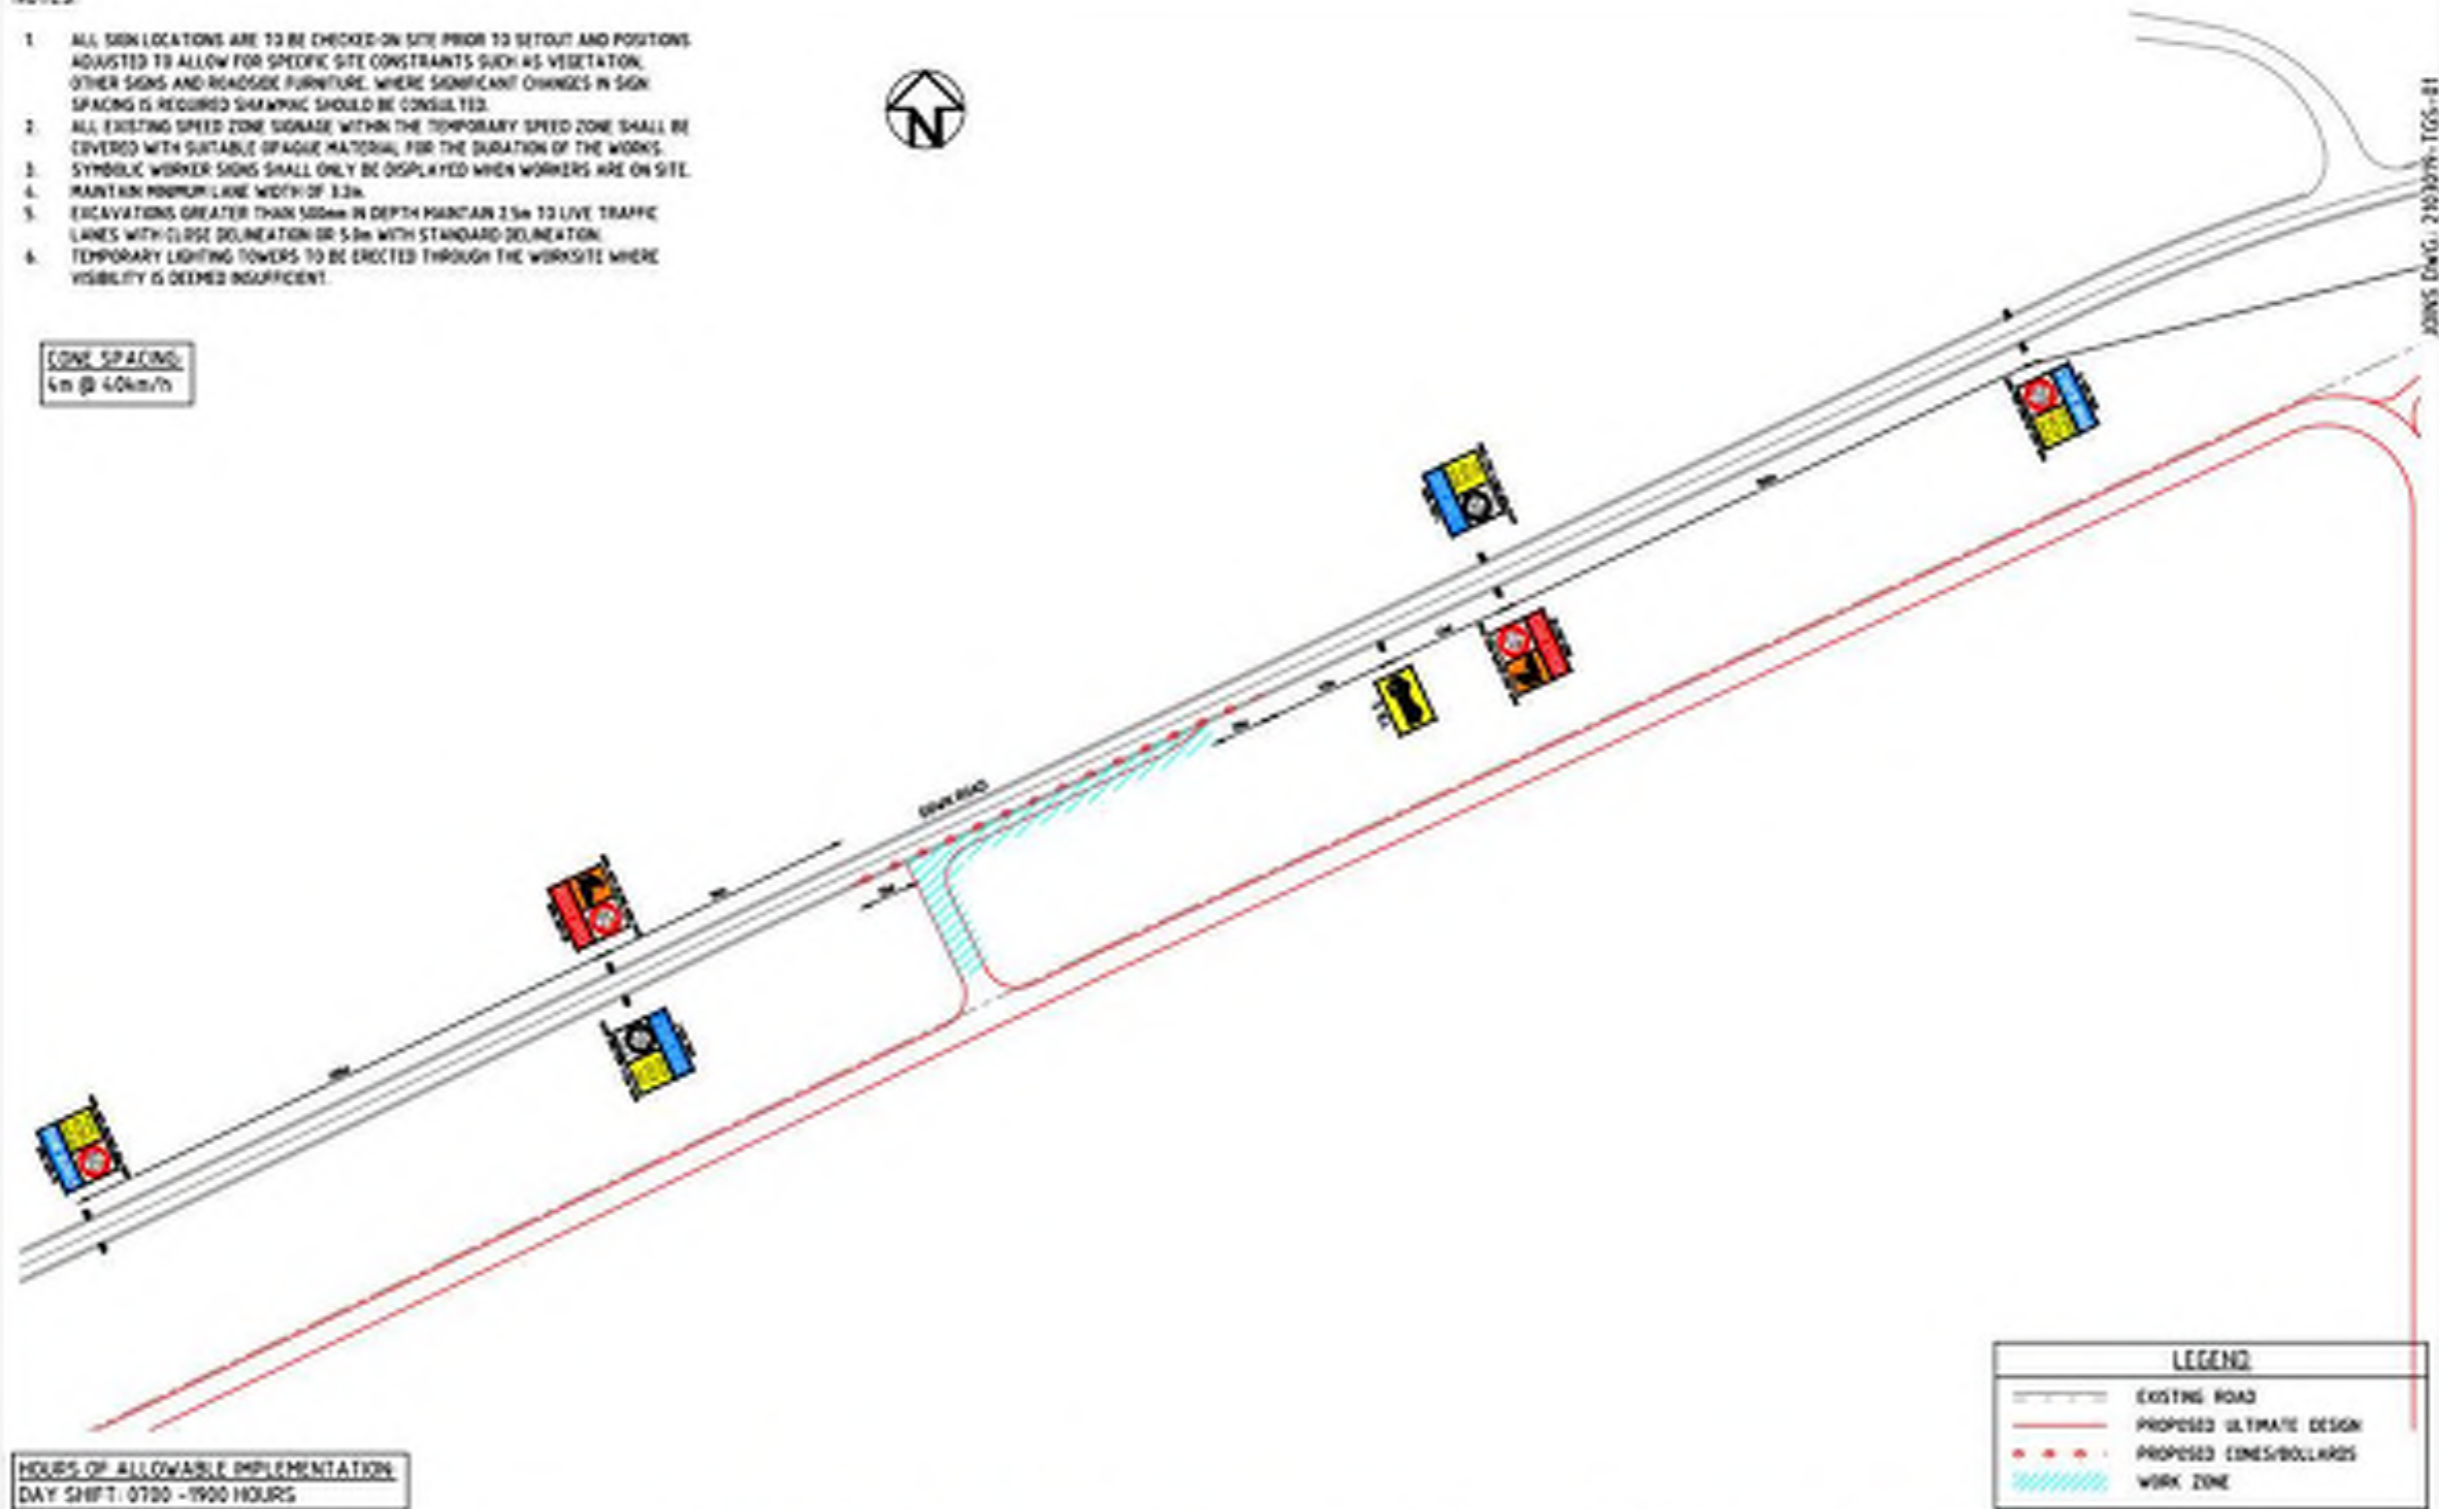 NOTES:
1. ALL SIGN LOCATIONS ARE TO BE CHECKED ON SITE PRIOR TO SETOUT AND POSITIONS
ADJUSTED TO ALLOW FOR SPECIFIC SITE CONSTRAINTS SUCH AS VEGETATION,
OTHER SIGNS AND ROADSIDE FURNITURE. WHERE SIGNIFICANT CHANGES IN SIGN
SPACING IS REQUIRED SHAWMAC SHOULD BE CONSULTED.
2. ALL EXISTING SPEED ZONE SIGNAGE WITHIN THE TEMPORARY SPEED ZONE SHALL BE
COVERED WITH SUITABLE OPAQUE MATERIAL FOR THE DURATION OF THE WORKS.
3. SYMBOLIC WORKER SIGNS SHALL ONLY BE DISPLAYED WHEN WORKERS ARE ON SITE.
4. MAINTAIN MINIMUM LANE WIDTH OF
5. EXCAVATIONS GREATER THAN 500mm IN DEPTH MAINTAIN 2.5m TO LIVE TRAFFIC
LANES WITH CLOSE DELINEATION OR 5.0m WITH STANDARD DELINEATION.
6. TEMPORARY LIGHTING TOWERS TO BE ERECTED THROUGH THE WORKSITE WHERE
VISIBILITY IS DEEMED INSUFFICIENT.
N
CONE SPACING:
4m @ 40km/h
JOINS DWG: 2103019-TGS-01
ROAD
HOURS OF ALLOWABLE IMPLEMENTATION:
DAY SHIFT: 0700 -1900 HOURS
LEGEND
EXISTING ROAD
PROPOSED ULTIMATE DESIGN
PROPOSED CONES/BOLLARDS
WORK ZONE